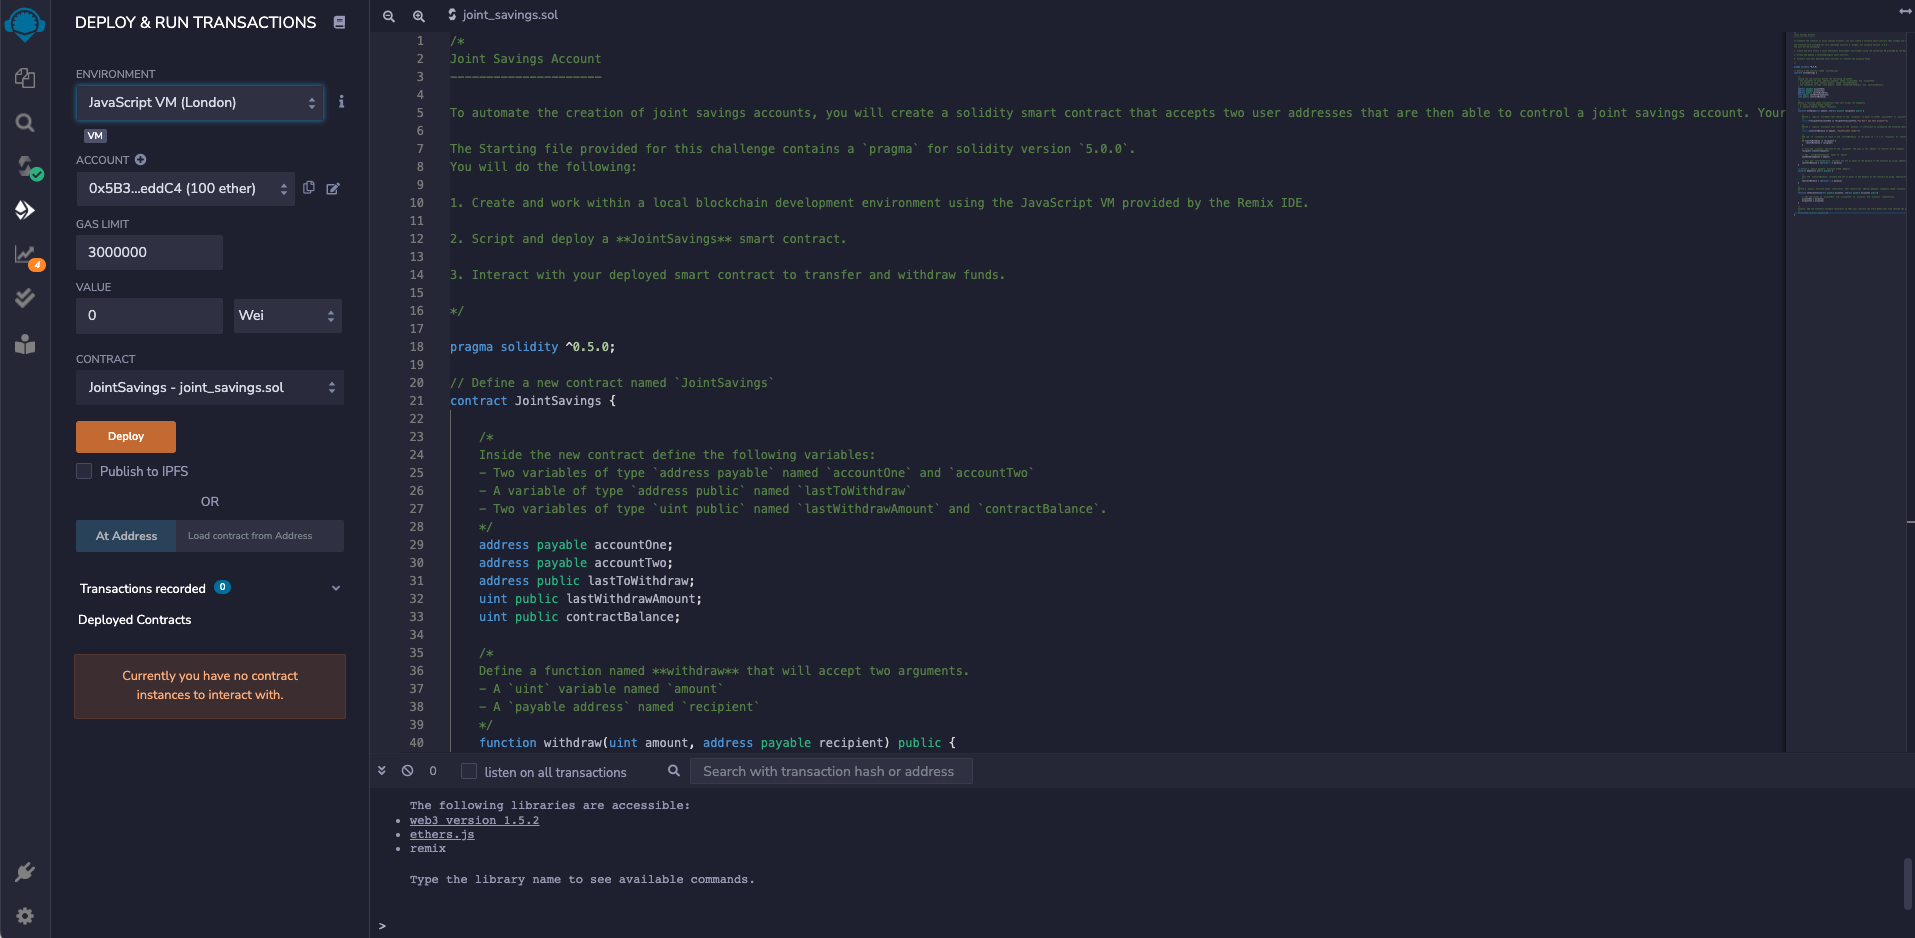 DEPLOY & RUN TRANSACTIONS
ENVIRONMENT
JavaScript VM (London)
VM
ACCOUNT
0x5B3...eddC4 (100 ether)
GAS LIMIT
3000000
VALUE
0
Wei
CONTRACT
JointSavings - joint_savings.sol
Deploy
Publish to IPFS
OR
At Address
Load contract from Address
Transactions recorded 0
Deployed Contracts
Currently you have no contract
instances to interact with.
4
joint_savings.sol
1 /*
2 Joint Savings Account
3 ---------------------
4
5 To automate the creation of joint savings accounts, you will create a solidity smart contract that accepts two user addresses that are then able to control a joint savings account. Your
6
7 The Starting file provided for this challenge contains a `pragma` for solidity version `5.0.0`.
8 You will do the following:
9
10 1. Create and work within a local blockchain development environment using the JavaScript VM provided by the Remix IDE.
11
12 2. Script and deploy a **JointSavings** smart contract.
13
14 3. Interact with your deployed smart contract to transfer and withdraw funds.
15
16 */
17
18 pragma solidity ^0.5.0;
19
20 // Define a new contract named `JointSavings`
21 contract JointSavings {
22
23 /*
24 Inside the new contract define the following variables:
25 - Two variables of type `address payable` named `accountOne` and `accountTwo`
26 - A variable of type `address public` named `lastToWithdraw`
27 - Two variables of type `uint public` named `lastWithdrawAmount` and `contractBalance`.
28 */
29 address payable accountOne;
30 address payable accountTwo;
31 address public lastToWithdraw;
32 uint public lastWithdrawAmount;
33 uint public contractBalance;
34
35 /*
36 Define a function named **withdraw** that will accept two arguments.
37 - A `uint` variable named `amount`
38 - A `payable address` named `recipient`
39 */
40 function withdraw(uint amount, address payable recipient) public {
0
listen on all transactions
Search with transaction hash or address
The following libraries are accessible:
• web3 version 1.5.2
• ethers.js
• remix
Type the library name to see available commands.
>